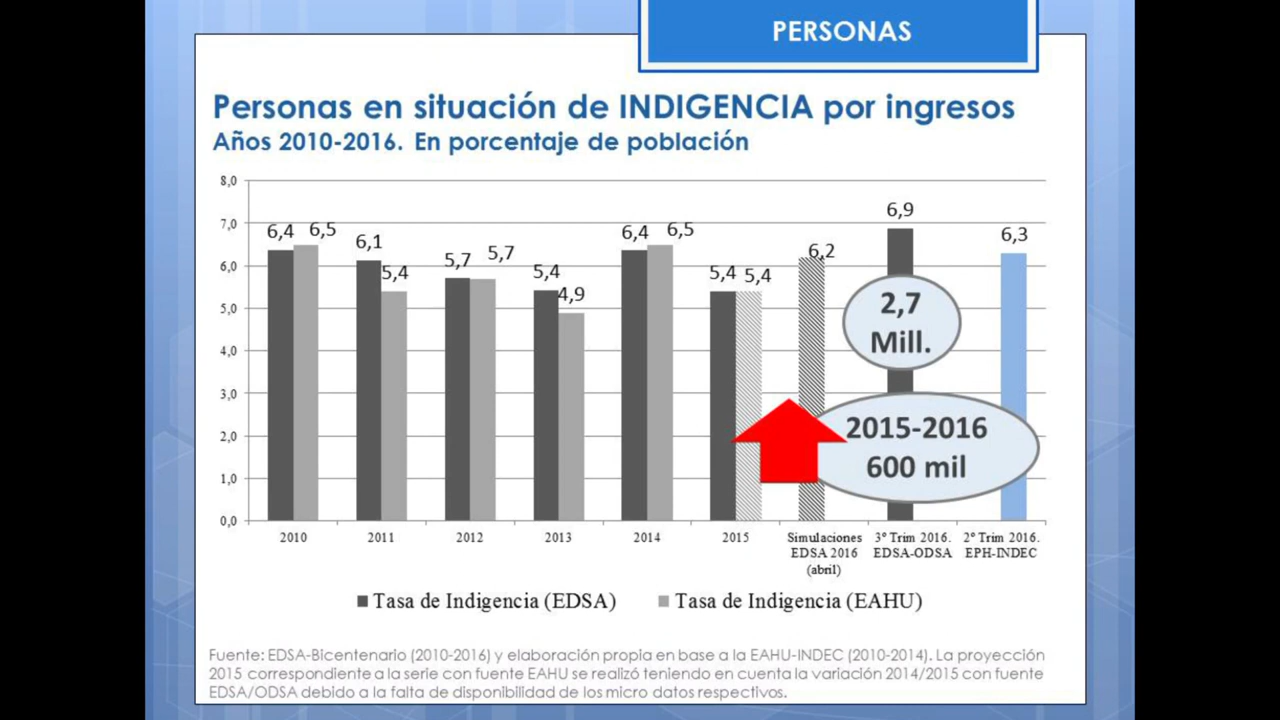 PERSONAS
Personas en situación de INDIGENCIA por ingresos
Años 2010-2016. En porcentaje de población
8,0
7,0
6,0
5,0
4,0
3,0
2,0
1,0
0,0
6,4 6,5
6,1
5,4
5,7 5,7
5,4
4,9
6,4 6,5
5,4 5,4
6,2
6,9
6,3
2,7
Mill.
2015-2016
600 mil
2010 2011 2012 2013 2014 2015
Simulaciones
EDSA 2016
(abril)
3º Trim 2016.
EDSA-ODSA
2º Trim 2016.
EPH-INDEC
Tasa de Indigencia (EDSA) Tasa de Indigencia (EAHU)
Fuente: EDSA-Bicentenario (2010-2016) y elaboración propia en base a la EAHU-INDEC (2010-2014). La proyección
2015 correspondiente a la serie con fuente EAHU se realizó teniendo en cuenta la variación 2014/2015 con fuente
EDSA/ODSA debido a la falta de disponibilidad de los micro datos respectivos.